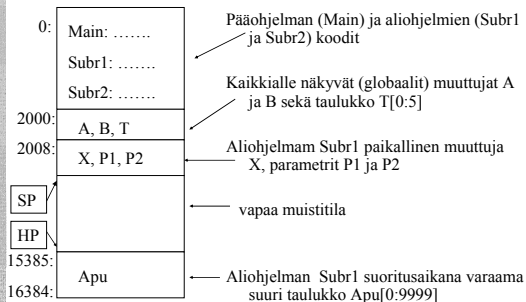 0:
Main: …….
Subr1: …….
Subr2: …….
Pääohjelman (Main) ja aliohjelmien (Subr1
ja Subr2) koodit
Kaikkialle näkyvät (globaalit) muuttujat A
ja B sekä taulukko T[0:5]
2000:
A, B, T
2008:
X, P1, P2
Aliohjelmam Subr1 paikallinen muuttuja
X, parametrit P1 ja P2
SP
vapaa muistitila
HP
15385:
Apu
16384:
Aliohjelman Subr1 suoritusaikana varaama
suuri taulukko Apu[0:9999]